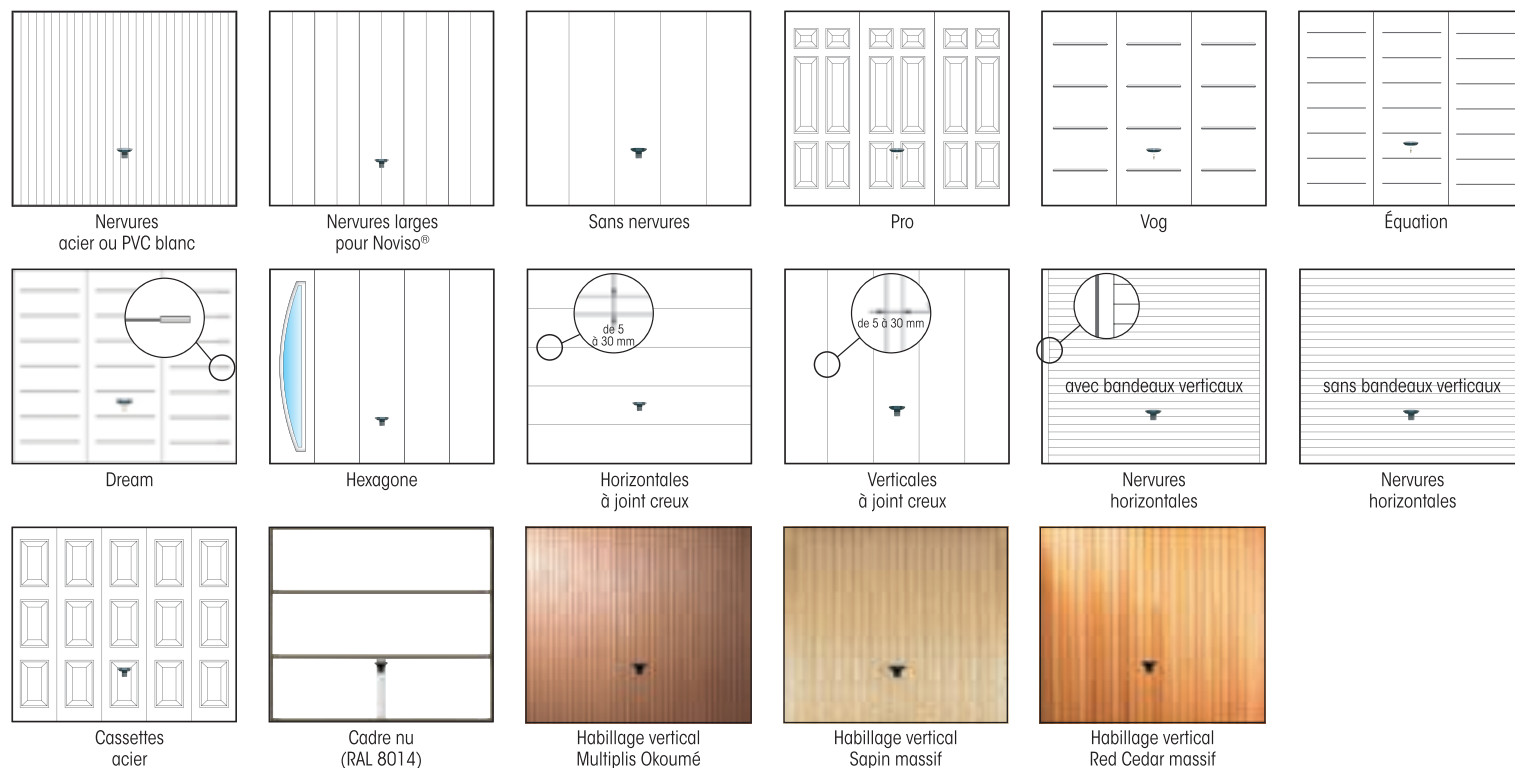 Nervures
acier ou PVC blanc
Nervures larges
pour Noviso®
Sans nervures
Pro
Vog
Équation
de 5
à 30 mm
de 5 à 30 mm
avec bandeaux verticaux
sans bandeaux verticaux
Dream
Hexagone
Horizontales
à joint creux
Verticales
à joint creux
Nervures
horizontales
Nervures
horizontales
Cassettes
acier
Cadre nu
(RAL 8014)
Habillage vertical
Multiplis Okoumé
Habillage vertical
Sapin massif
Habillage vertical
Red Cedar massif